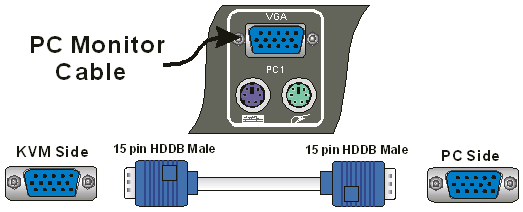 VGA
PC Monitor
Cable
PC1
KVM Side
15 pin HDDB Male
15 pin HDDB Male
PC Side